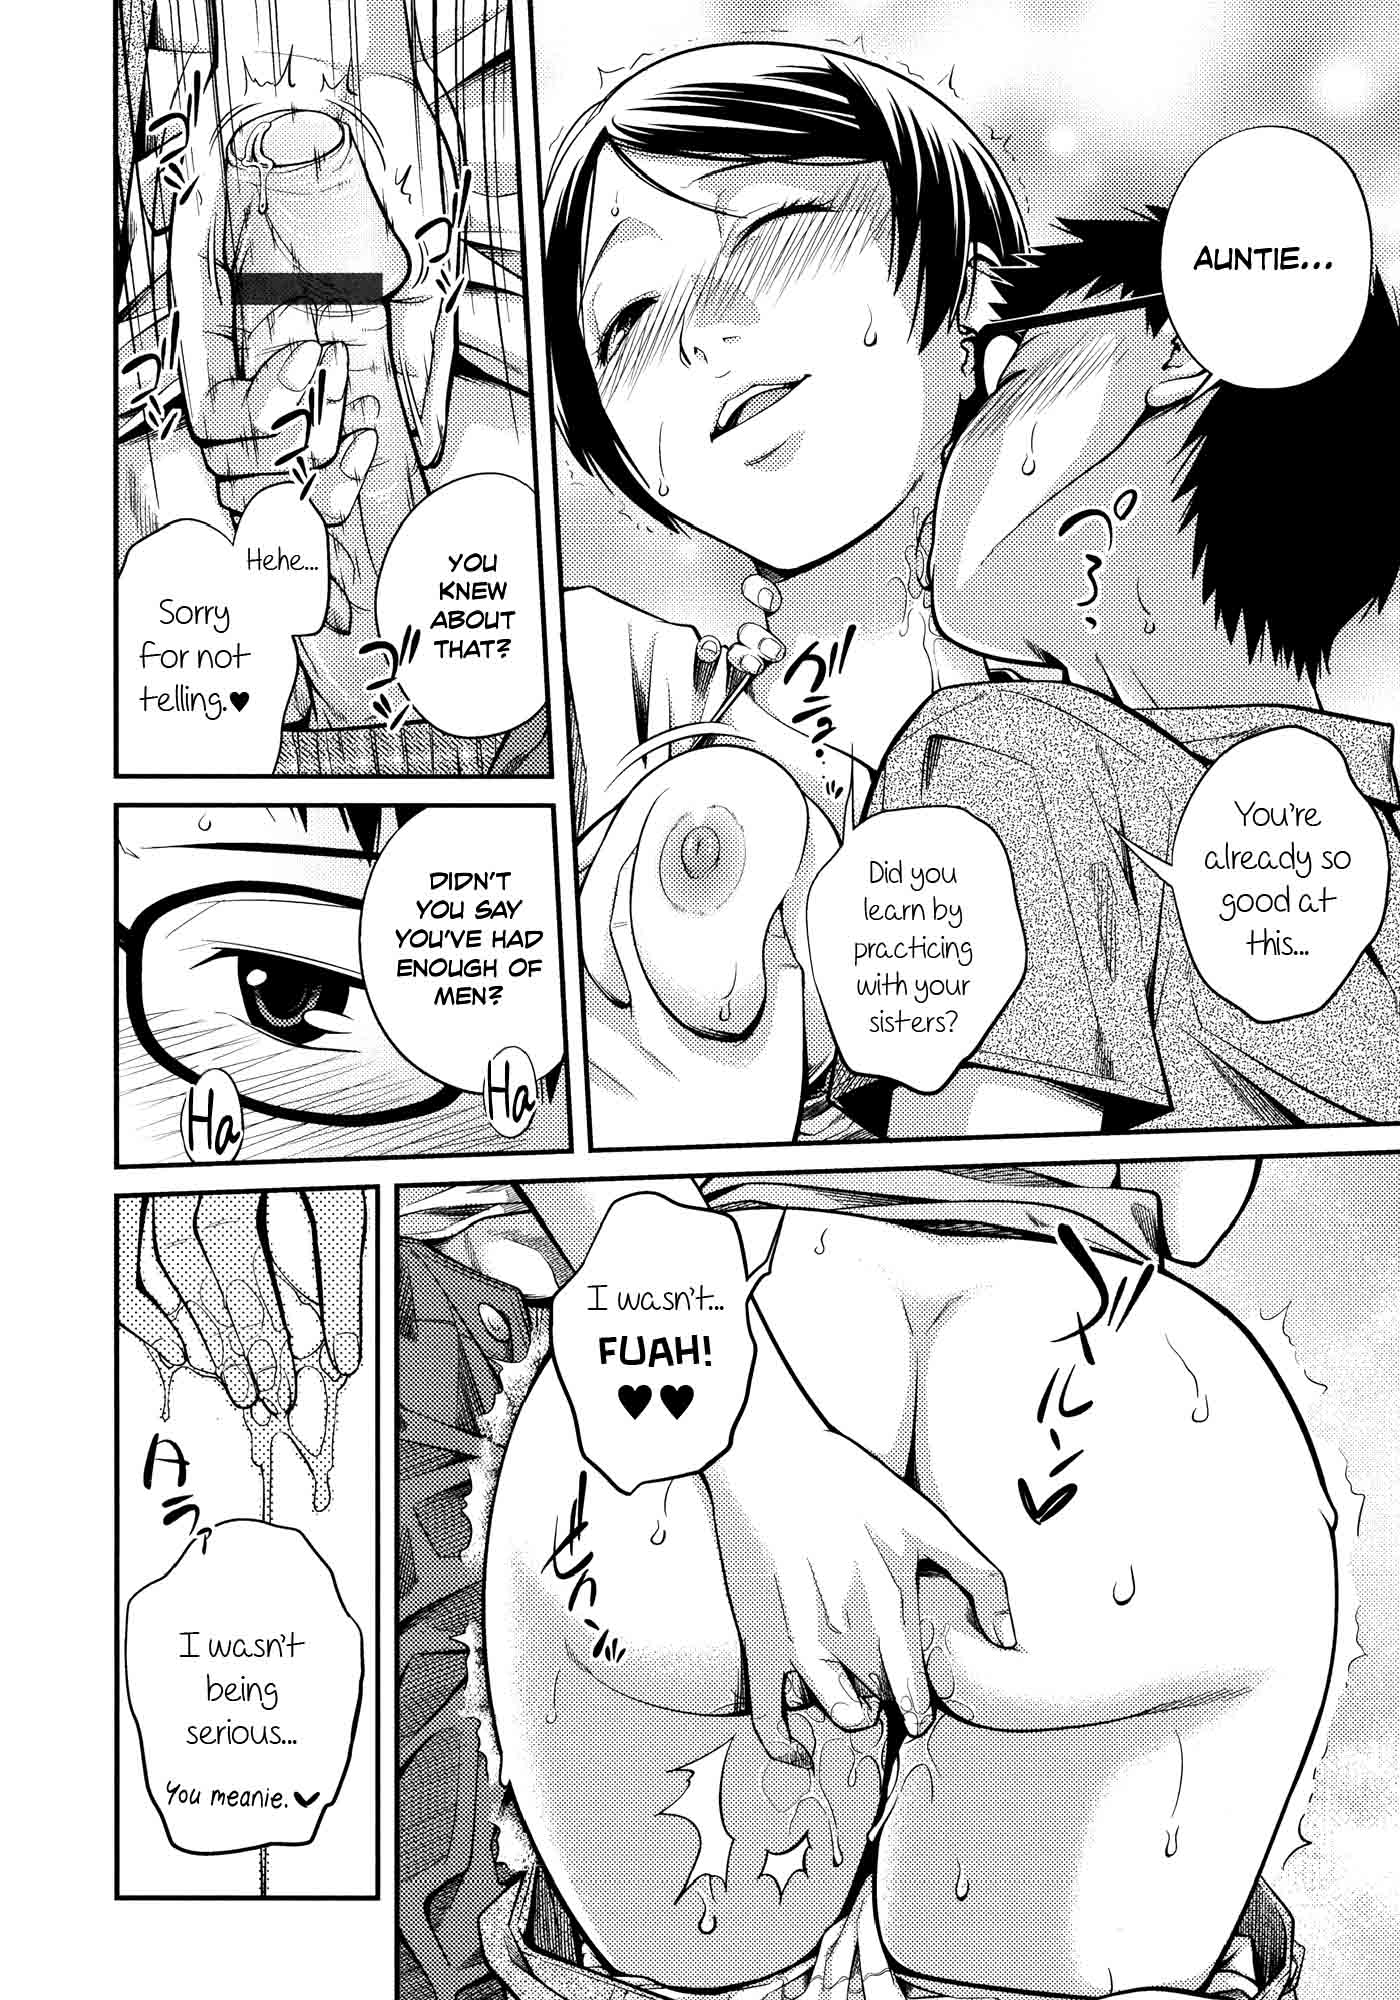 AUNTIE...
You're
already so
good at
this...
Did you
learn by
practicing
with your
sisters?
YOU
KNEW
ABOUT
THAT?
Hehe...
Sorry
for not
telling.♥
DIDN'T
YOU SAY
YOU'VE HAD
ENOUGH OF
MEN?
Ha
Ha
I wasn't...
FUAH!
♥♥
I wasn't
being
serious...
You meanie.♥